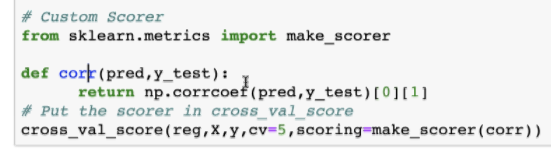 # Custom Scorer
from sklearn.metrics import make_scorer
def corr(pred,y_test):
return np.corrcoef(pred,y_test)[0][1]
# Put the scorer in cross_val_score
cross_val_score(reg,X,y,cv=5,scoring=make_scorer(corr))